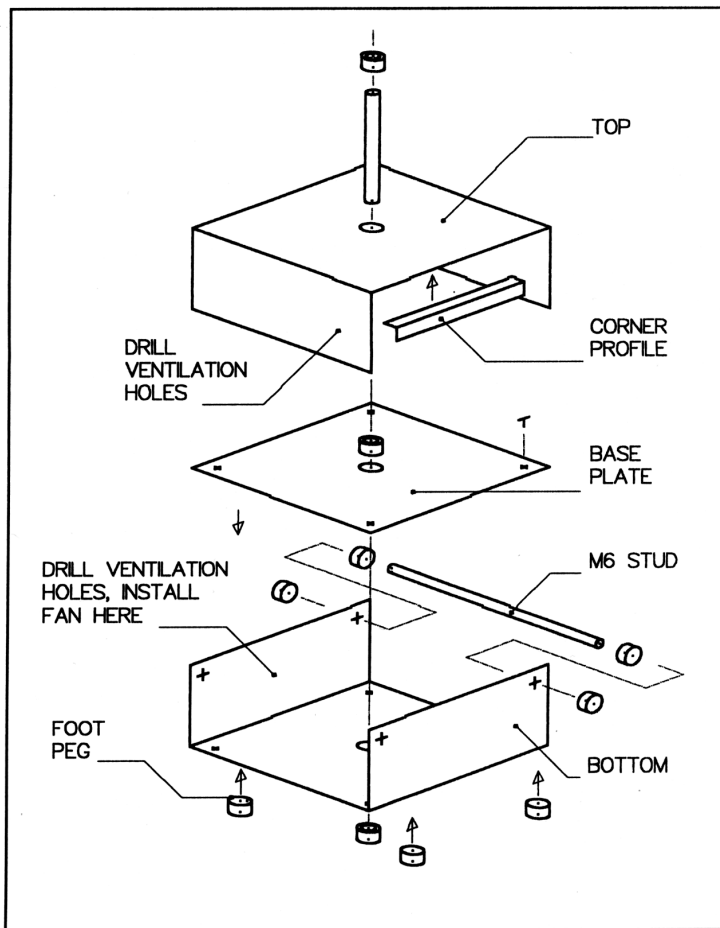 TOP
CORNER
PROFILE
DRILL
VENTILATION
HOLES
BASE
PLATE
M6 STUD
DRILL VENTILATION
HOLES, INSTALL
FAN HERE
FOOT
PEG
BOTTOM